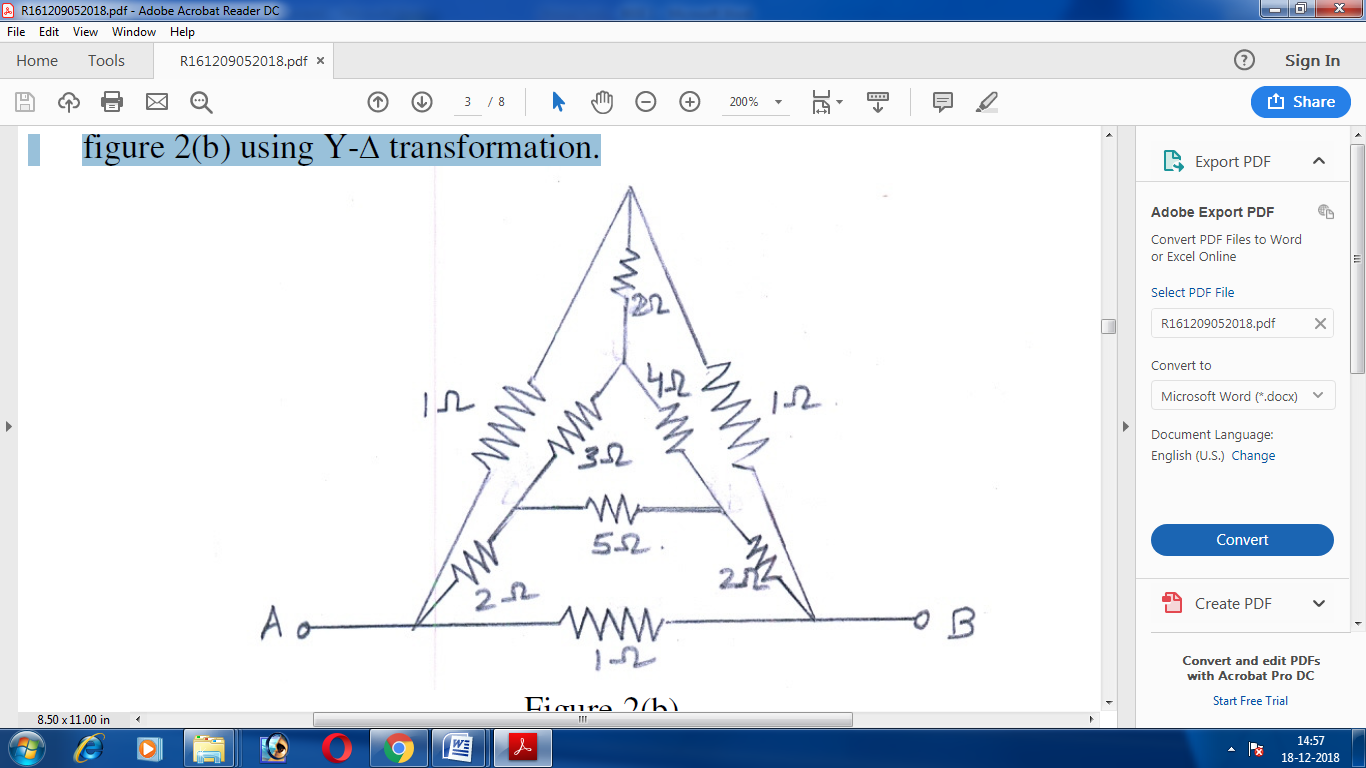 R161209052018.pdf - Adobe Acrobat Reader DC
File Edit View Window Help
Home Tools R161209052018.pdf × ? Sign In
3 / 8 200% Share
figure 2(b) using Y-Δ transformation.
2Ω
1Ω 4Ω 1Ω
3Ω
5Ω.
2Ω 2Ω
A B
1Ω
Figure 2(b)
8.50 x 11.00 in
Export PDF
Adobe Export PDF
Convert PDF Files to Word
or Excel Online
Select PDF File
R161209052018.pdf
Convert to
Microsoft Word (*.docx)
Document Language:
English (U.S.) Change
Convert
Create PDF
Convert and edit PDFs
with Acrobat Pro DC
Start Free Trial
14:57
18-12-2018